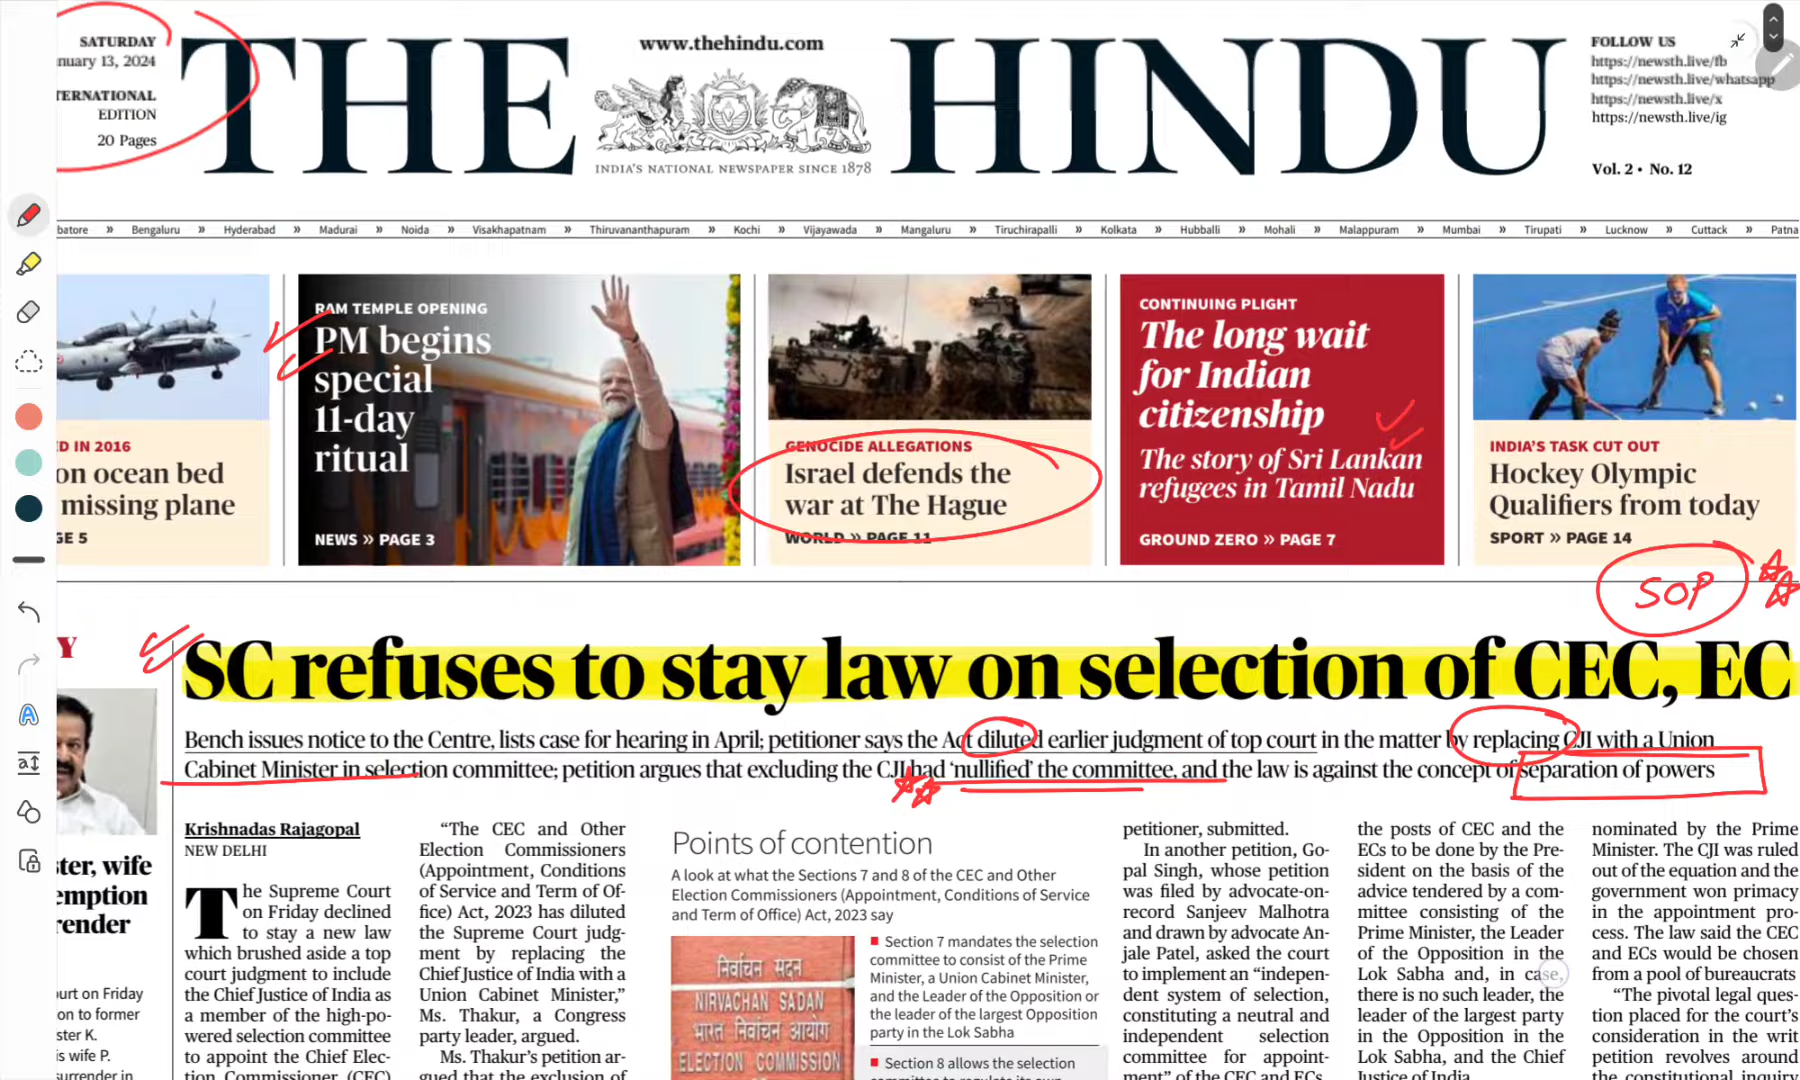 SATURDAY
nuary 13, 2024
TERNATIONAL
EDITION
20 Pages
THE HINDU
www.thehindu.com
INDIA'S NATIONAL NEWSPAPER SINCE 1878
FOLLOW US
https://newsth.live/fb
https://newsth.live/whatsapp
https://newsth.live/x
https://newsth.live/ig
Vol. 2 • No. 12
batore » Bengaluru » Hyderabad » Madurai » Noida » Visakhapatnam » Thiruvananthapuram » Kochi » Vijayawada » Mangaluru » Tiruchirapalli » Kolkata » Hubballi » Mohali » Malappuram » Mumbai » Tirupati » Lucknow » Cuttack » Patna
ED IN 2016
on ocean bed
missing plane
GE 5
RAM TEMPLE OPENING
PM begins
special
11-day
ritual
NEWS » PAGE 3
GENOCIDE ALLEGATIONS
Israel defends the
war at The Hague
WORLD » PAGE 11
CONTINUING PLIGHT
The long wait
for Indian
citizenship
The story of Sri Lankan
refugees in Tamil Nadu
GROUND ZERO » PAGE 7
INDIA'S TASK CUT OUT
Hockey Olympic
Qualifiers from today
SPORT » PAGE 14
SOP
Y
SC refuses to stay law on selection of CEC, EC
Bench issues notice to the Centre, lists case for hearing in April; petitioner says the Act diluted earlier judgment of top court in the matter by replacing CJI with a Union
Cabinet Minister in selection committee; petition argues that excluding the CJI had 'nullified' the committee, and the law is against the concept of separation of powers
ster, wife
emption
render
ourt on Friday
on to former
ster K.
is wife P.
surrender in
Krishnadas Rajagopal
NEW DELHI
The Supreme Court
on Friday declined
to stay a new law
which brushed aside a top
court judgment to include
the Chief Justice of India as
a member of the high-po-
wered selection committee
to appoint the Chief Elec-
tion Commissioner (CEC)
"The CEC and Other
Election Commissioners
(Appointment, Conditions
of Service and Term of Of-
fice) Act, 2023 has diluted
the Supreme Court judg-
ment by replacing the
Chief Justice of India with a
Union Cabinet Minister,"
Ms. Thakur, a Congress
party leader, argued.
Ms. Thakur's petition ar-
gued that the exclusion of
Points of contention
A look at what the Sections 7 and 8 of the CEC and Other
Election Commissioners (Appointment, Conditions of Service
and Term of Office) Act, 2023 say
निर्वाचन सदन
NIRVACHAN SADAN
भारत निर्वाचन आयोग
ELECTION COMMISSION
Section 7 mandates the selection
committee to consist of the Prime
Minister, a Union Cabinet Minister,
and the Leader of the Opposition or
the leader of the largest Opposition
party in the Lok Sabha
Section 8 allows the selection
committee to regulate its own
petitioner, submitted.
In another petition, Go-
pal Singh, whose petition
was filed by advocate-on-
record Sanjeev Malhotra
and drawn by advocate An-
jale Patel, asked the court
to implement an "indepen-
dent system of selection,
constituting a neutral and
independent selection
committee for appoint-
ment" of the CEC and ECs.
the posts of CEC and the
ECs to be done by the Pre-
sident on the basis of the
advice tendered by a com-
mittee consisting of the
Prime Minister, the Leader
of the Opposition in the
Lok Sabha and, in case,
there is no such leader, the
leader of the largest party
in the Opposition in the
Lok Sabha, and the Chief
Justice of India.
nominated by the Prime
Minister. The CJI was ruled
out of the equation and the
government won primacy
in the appointment pro-
cess. The law said the CEC
and ECs would be chosen
from a pool of bureaucrats
"The pivotal legal ques-
tion placed for the court's
consideration in the writ
petition revolves around
the constitutional inquiry